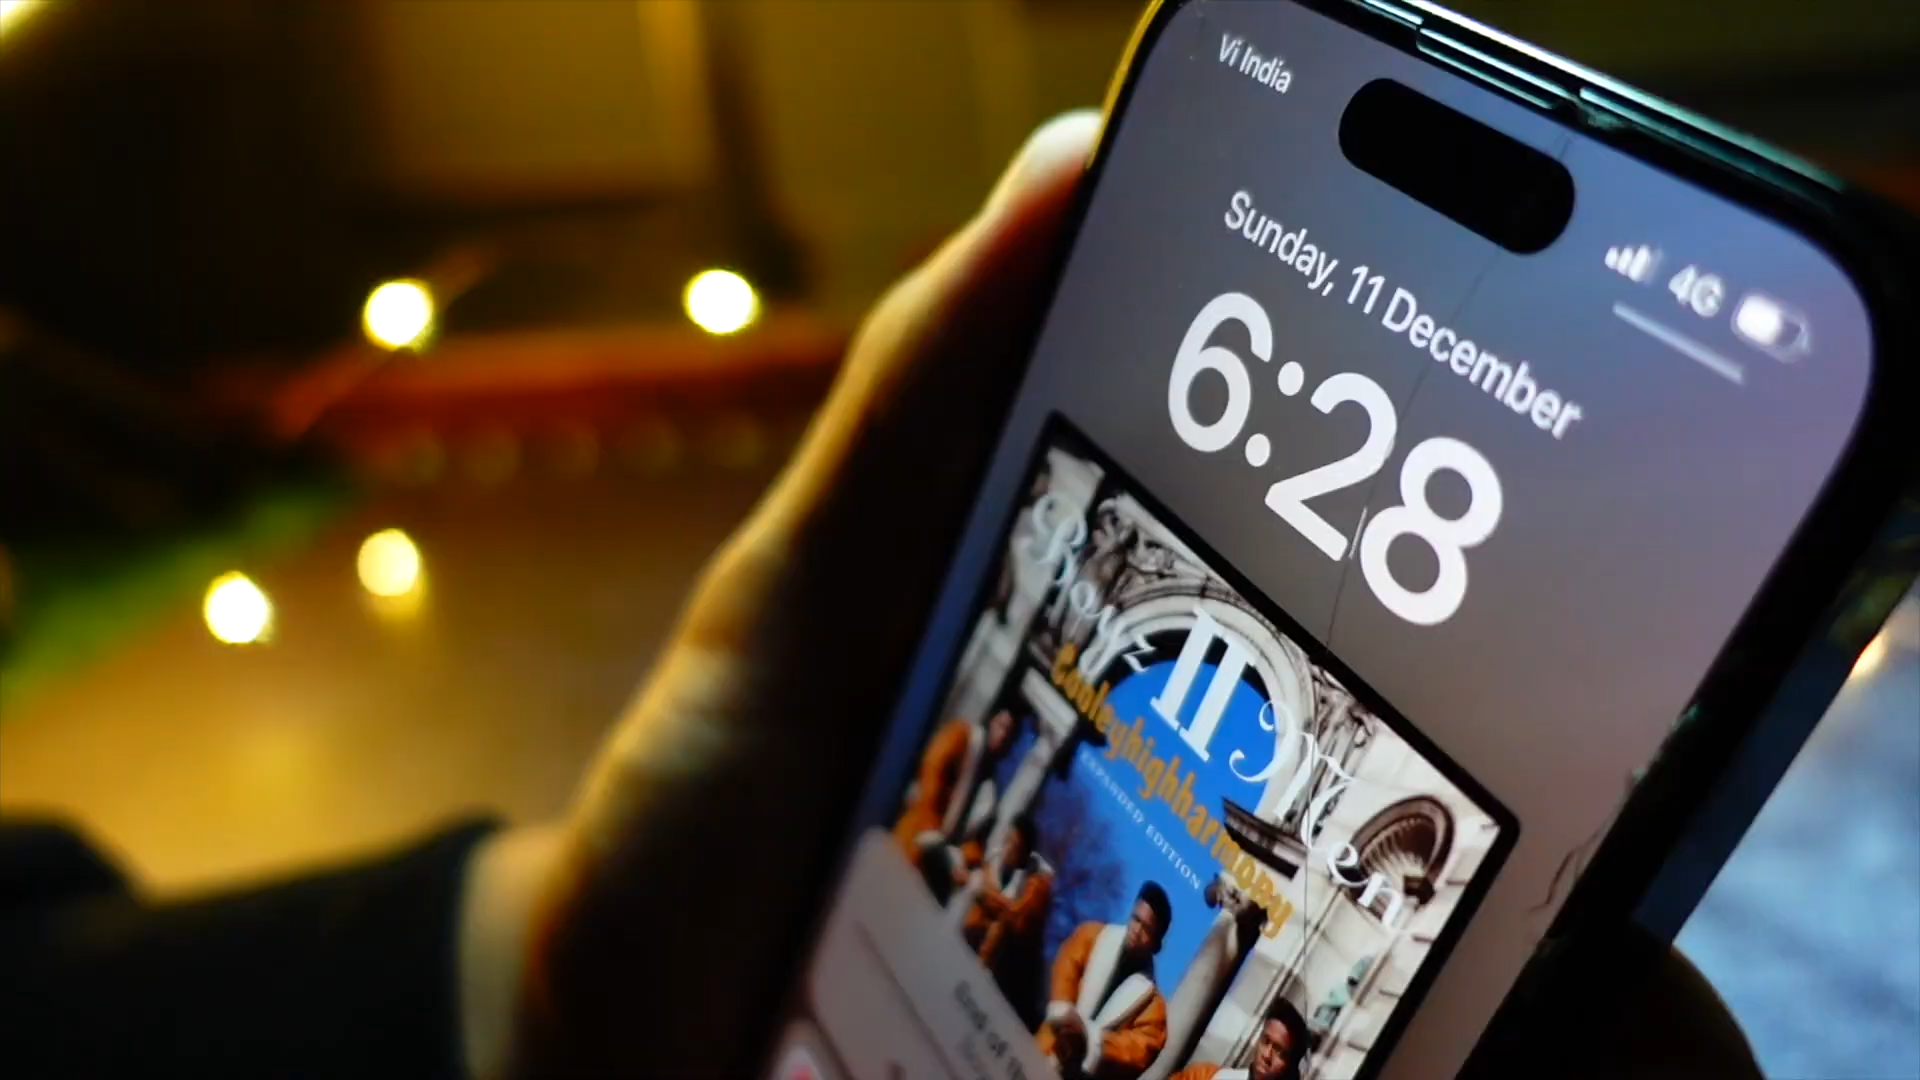 Vi India
4G
Sunday, 11 December
6:28
Boyz II Men
Cooleyhighharmony
EXPANDED EDITION